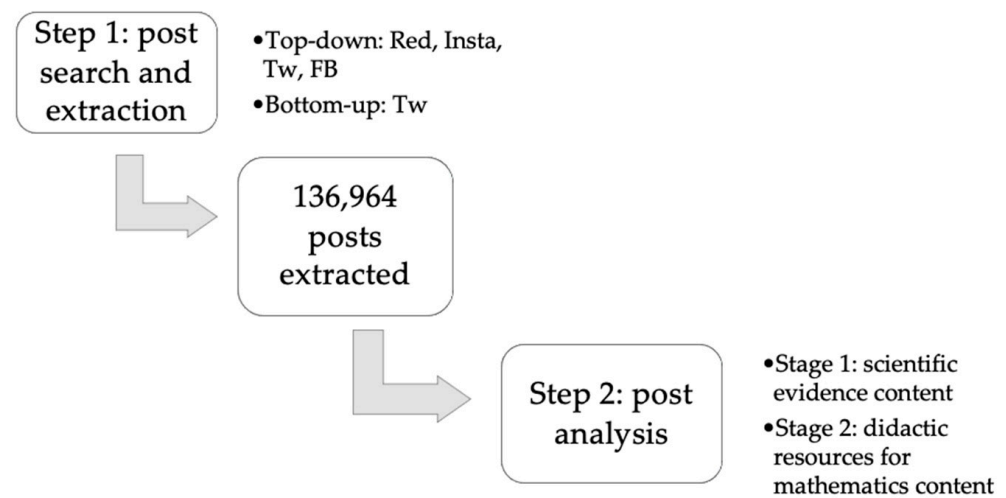 Step 1: post
search and
extraction
•Top-down: Red, Insta,
Tw, FB
•Bottom-up: Tw
136,964
posts
extracted
Step 2: post
analysis
•Stage 1: scientific
evidence content
•Stage 2: didactic
resources for
mathematics content